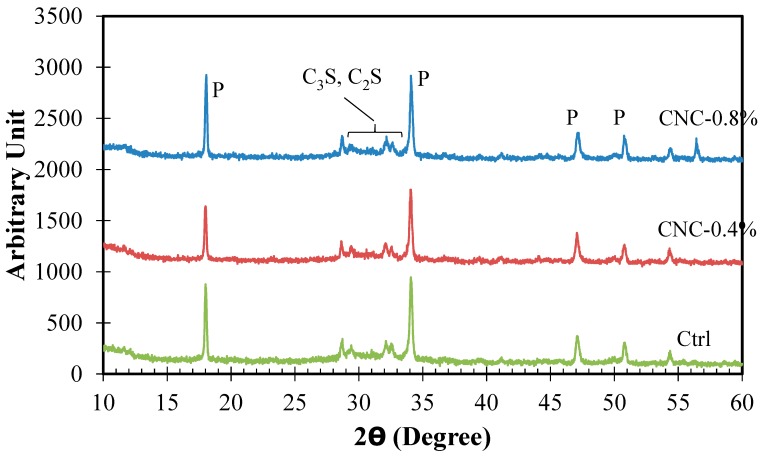 3500
3000
2500
2000
1500
1000
500
0
Arbitrary Unit
C₃S, C₂S
P
P
P
P
CNC-0.8%
CNC-0.4%
Ctrl
10
15
20
25
30
35
40
45
50
55
60
2Θ (Degree)